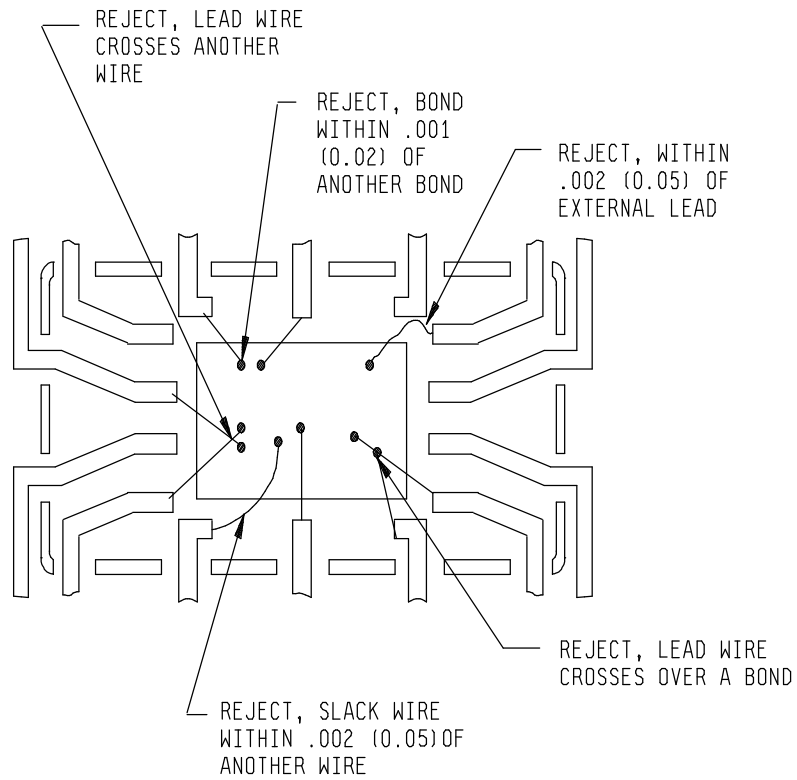 REJECT, LEAD WIRE
CROSSES ANOTHER
WIRE
REJECT, BOND
WITHIN .001
(0.02) OF
ANOTHER BOND
REJECT, WITHIN
.002 (0.05) OF
EXTERNAL LEAD
REJECT, LEAD WIRE
CROSSES OVER A BOND
REJECT, SLACK WIRE
WITHIN .002 (0.05)OF
ANOTHER WIRE